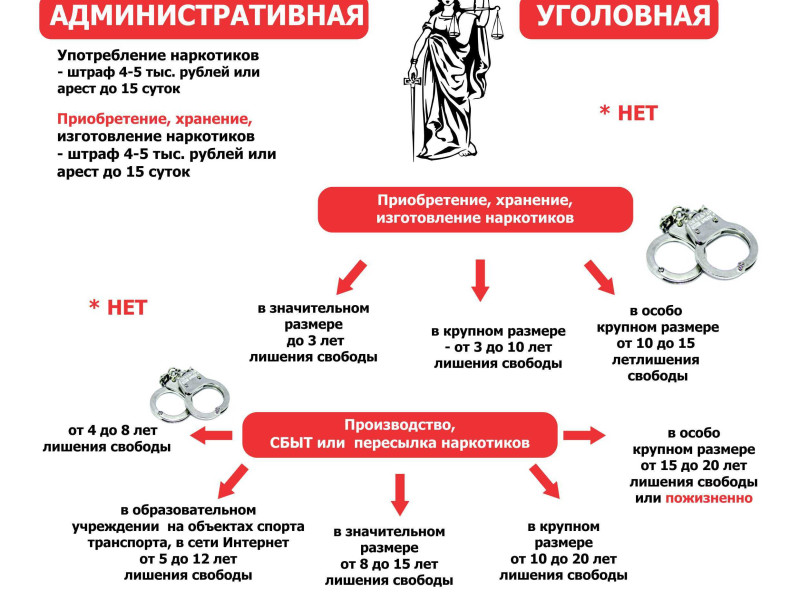 АДМИНИСТРАТИВНАЯ
УГОЛОВНАЯ
Употребление наркотиков
- штраф 4-5 тыс. рублей или
арест до 15 суток
Приобретение, хранение,
изготовление наркотиков
- штраф 4-5 тыс. рублей или
арест до 15 суток
* НЕТ
Приобретение, хранение,
изготовление наркотиков
* НЕТ
в значительном
размере
до 3 лет
лишения свободы
в крупном размере
- от 3 до 10 лет
лишения свободы
в особо
крупном размере
от 10 до 15
летлишения
свободы
Производство,
СБЫТ или пересылка наркотиков
от 4 до 8 лет
лишения свободы
в особо
крупном размере
от 15 до 20 лет
лишения свободы
или пожизненно
в образовательном
учреждении на объектах спорта
транспорта, в сети Интернет
от 5 до 12 лет
лишения свободы
в значительном
размере
от 8 до 15 лет
лишения свободы
в крупном
размере
от 10 до 20 лет
лишения свободы